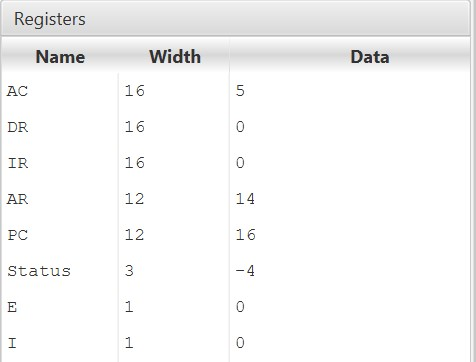 Registers
Name Width Data
AC 16 5
DR 16 0
IR 16 0
AR 12 14
PC 12 16
Status 3 -4
E 1 0
I 1 0